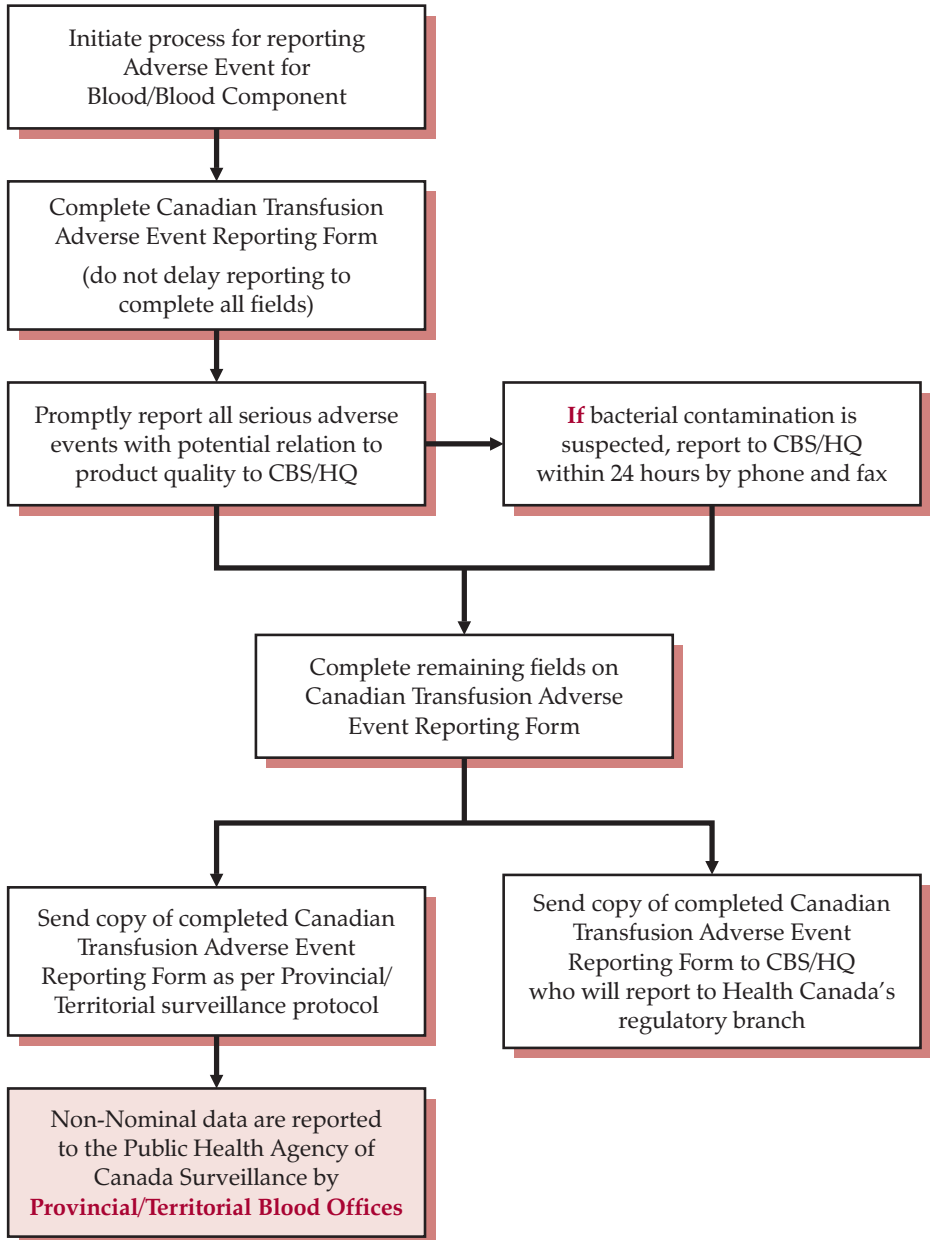 Initiate process for reporting
Adverse Event for
Blood/Blood Component
Complete Canadian Transfusion
Adverse Event Reporting Form
(do not delay reporting to
complete all fields)
Promptly report all serious adverse
events with potential relation to
product quality to CBS/HQ
If bacterial contamination is
suspected, report to CBS/HQ
within 24 hours by phone and fax
Complete remaining fields on
Canadian Transfusion Adverse
Event Reporting Form
Send copy of completed Canadian
Transfusion Adverse Event
Reporting Form as per Provincial/
Territorial surveillance protocol
Send copy of completed Canadian
Transfusion Adverse Event
Reporting Form to CBS/HQ
who will report to Health Canada’s
regulatory branch
Non-Nominal data are reported
to the Public Health Agency of
Canada Surveillance by
Provincial/Territorial Blood Offices